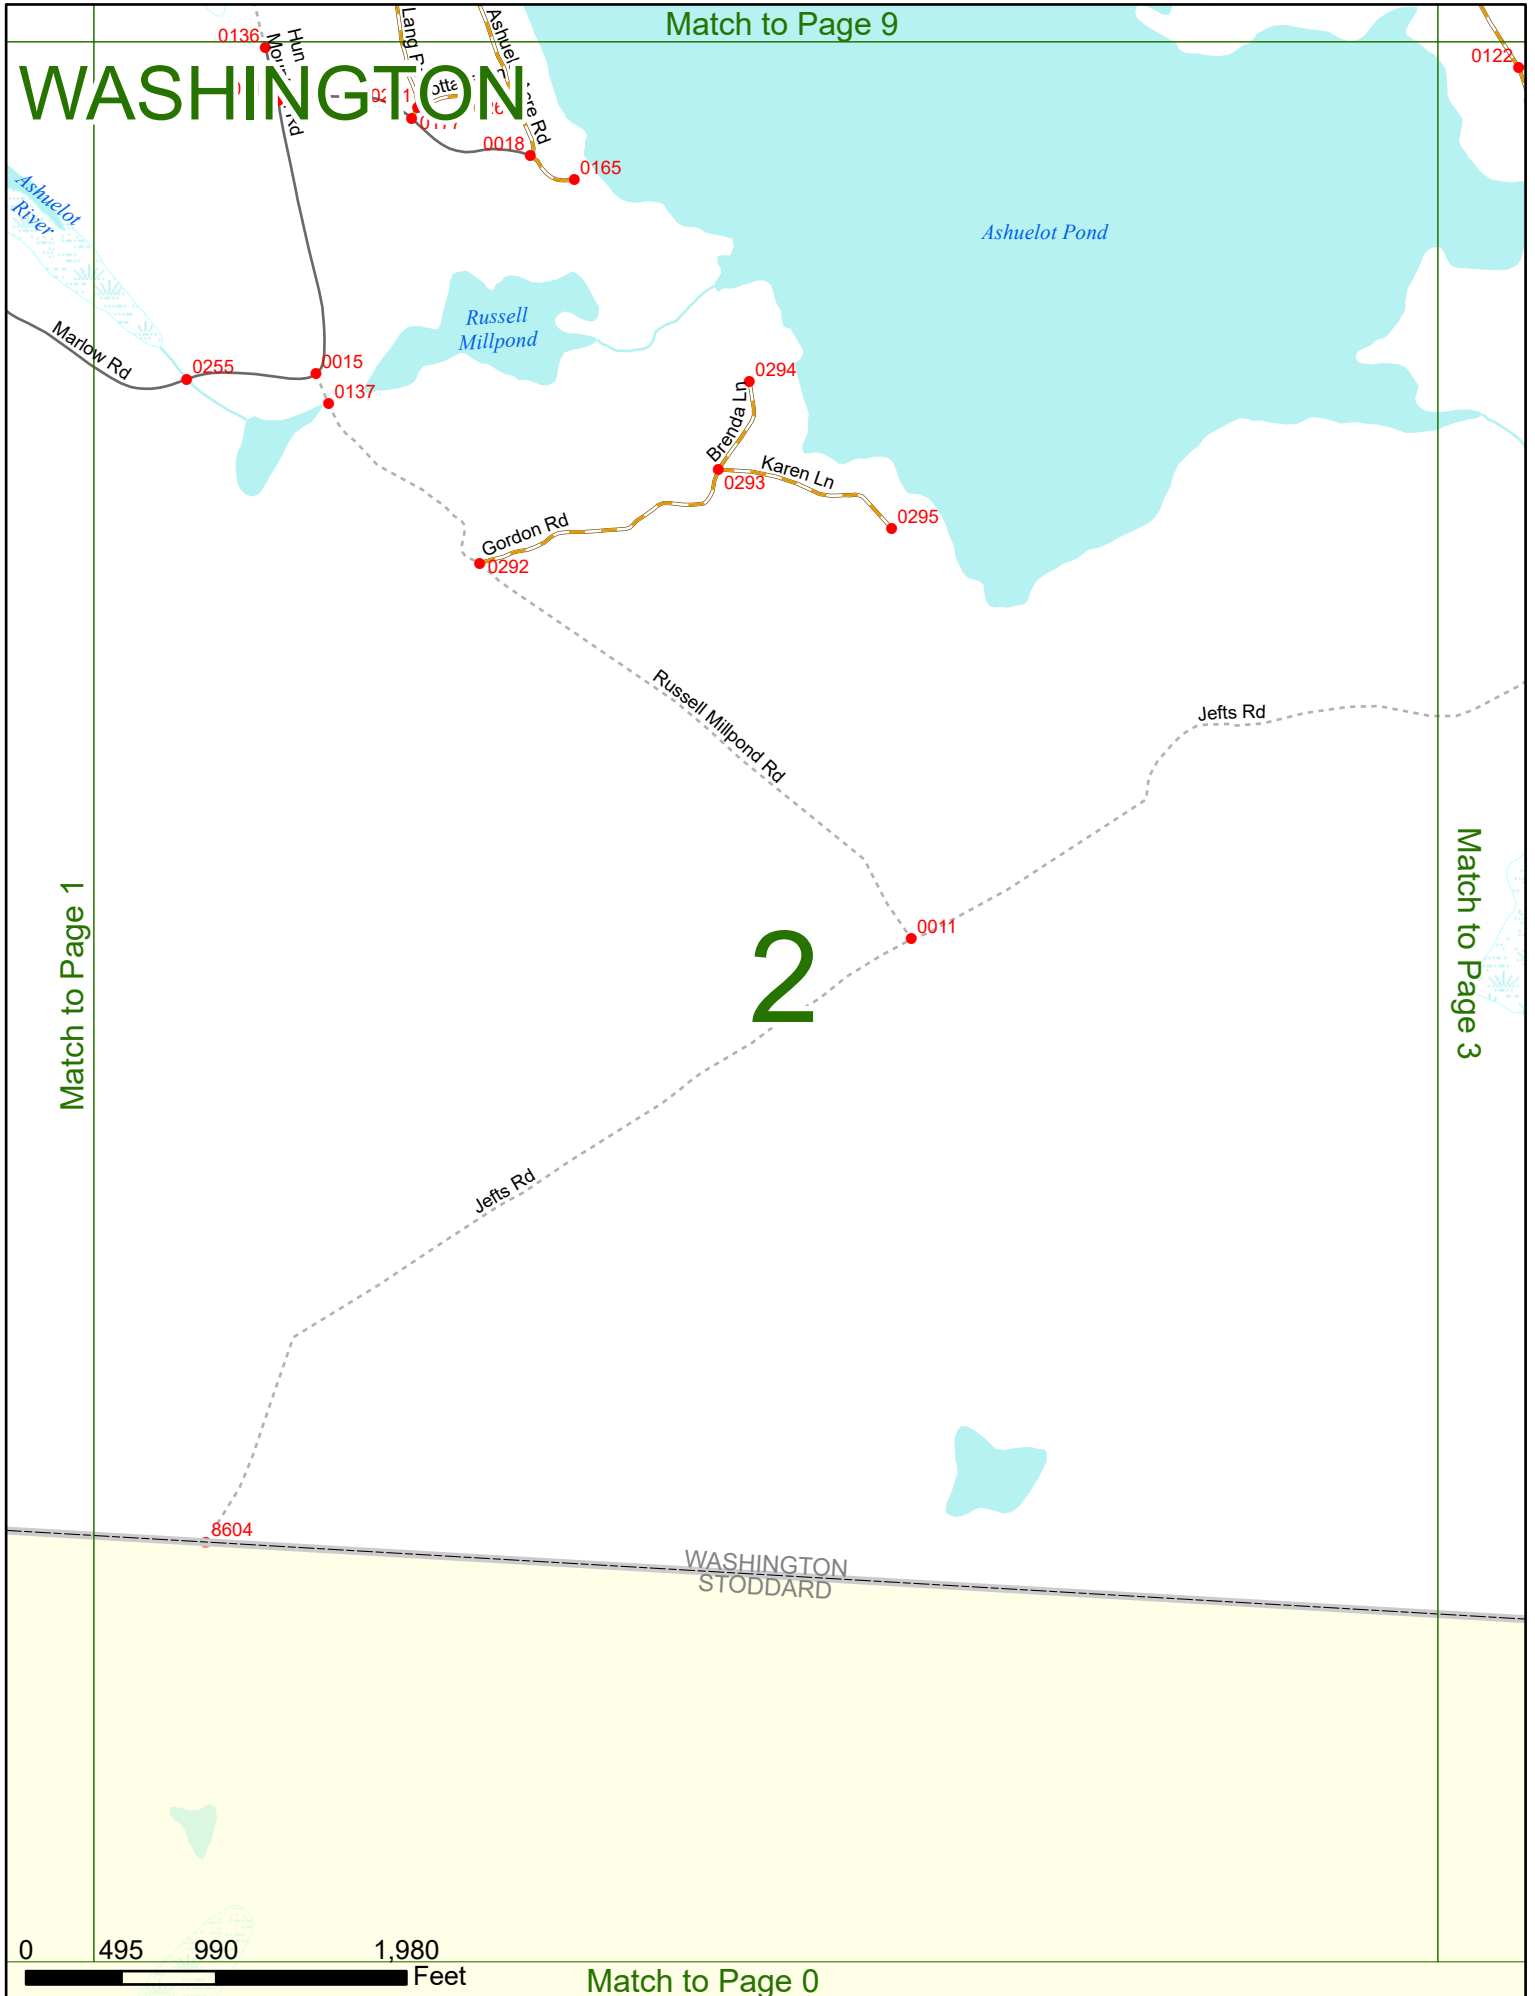 Match to Page 9
0136
0122
WASHINGTON
Lang
0018
0165
Ashuelot
River
Ashuelot Pond
Russell
Millpond
Marlow Rd
0255
0015
0137
0294
Brenda Ln
Karen Ln
0293
0295
Gordon Rd
0292
Russell Millpond Rd
Jefts Rd
Match to Page 1
Match to Page 3
0011
2
Jefts Rd
8604
WASHINGTON
STODDARD
0 495 990 1,980
Feet
Match to Page 0